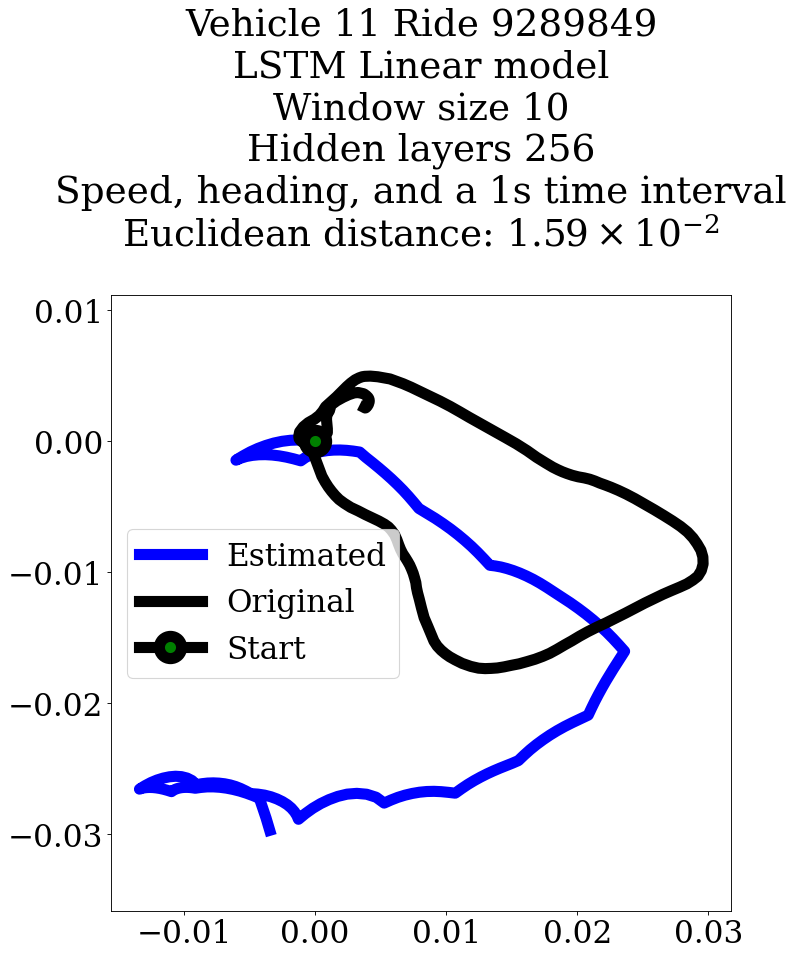 Vehicle 11 Ride 9289849
LSTM Linear model
Window size 10
Hidden layers 256
Speed, heading, and a 1s time interval
Euclidean distance: 1.59 × 10⁻²
0.01
0.00
−0.01
−0.02
−0.03
Estimated
Original
Start
−0.01 0.00 0.01 0.02 0.03